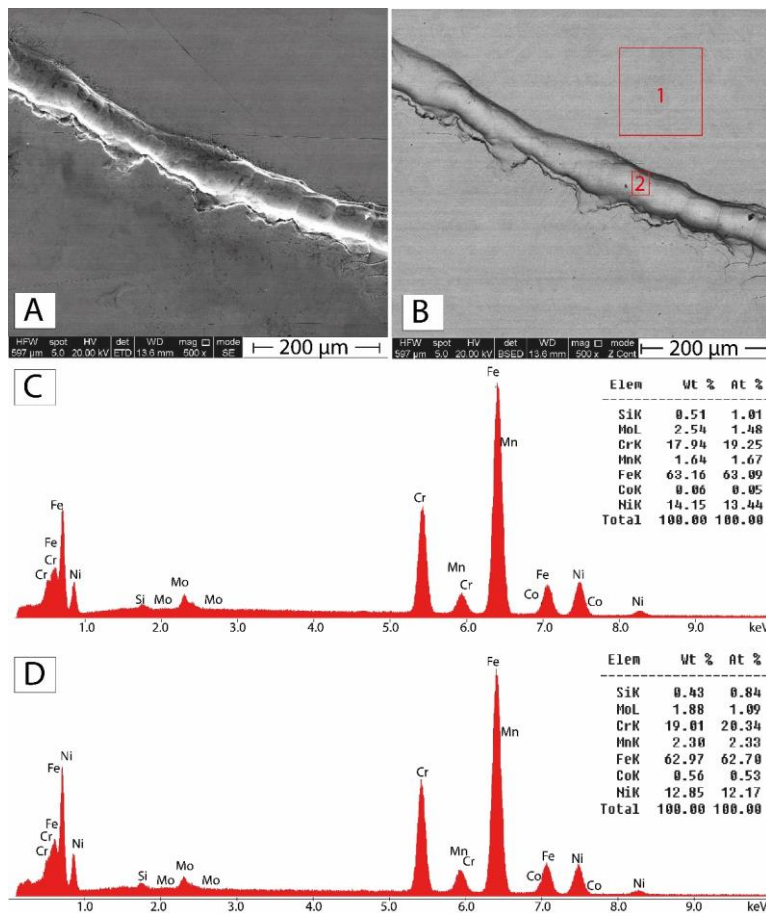 1
2
A
B
HFW spot HV det WD mag □ mode
597 µm 5.0 20.00 kV ETD 13.6 mm 500 x SE
200 µm
HFW spot HV det WD mag □ mode
597 µm 5.0 20.00 kV BSED 13.6 mm 500 x Z Cont
200 µm
C
Elem Wt % At %
SiK 0.51 1.01
MoL 2.54 1.48
CrK 17.94 19.25
MnK 1.64 1.67
FeK 63.16 63.09
CoK 0.06 0.05
NiK 14.15 13.44
Total 100.00 100.00
Fe
Mn
Fe
Cr
Fe
Cr
Cr
Ni
Si
Mo
Mo
Mo
Mn
Cr
Fe
Co
Ni
Co
Ni
1.0 2.0 3.0 4.0 5.0 6.0 7.0 8.0 9.0 keV
D
Elem Wt % At %
SiK 0.43 0.84
MoL 1.88 1.09
CrK 19.01 20.34
MnK 2.30 2.33
FeK 62.97 62.70
CoK 0.56 0.53
NiK 12.85 12.17
Total 100.00 100.00
Fe
Mn
Ni
Fe
Cr
Fe
Cr
Cr
Ni
Si
Mo
Mo
Mo
Mn
Cr
Fe
Co
Ni
Co
Ni
1.0 2.0 3.0 4.0 5.0 6.0 7.0 8.0 9.0 keV